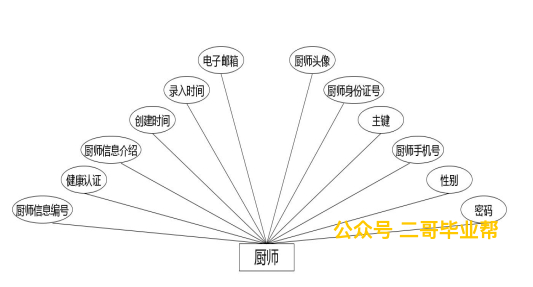 电子邮箱
厨师头像
录入时间
厨师身份证号
创建时间
主键
厨师信息介绍
厨师手机号
健康认证
性别
厨师信息编号
密码
公众号 二哥毕业帮
厨师